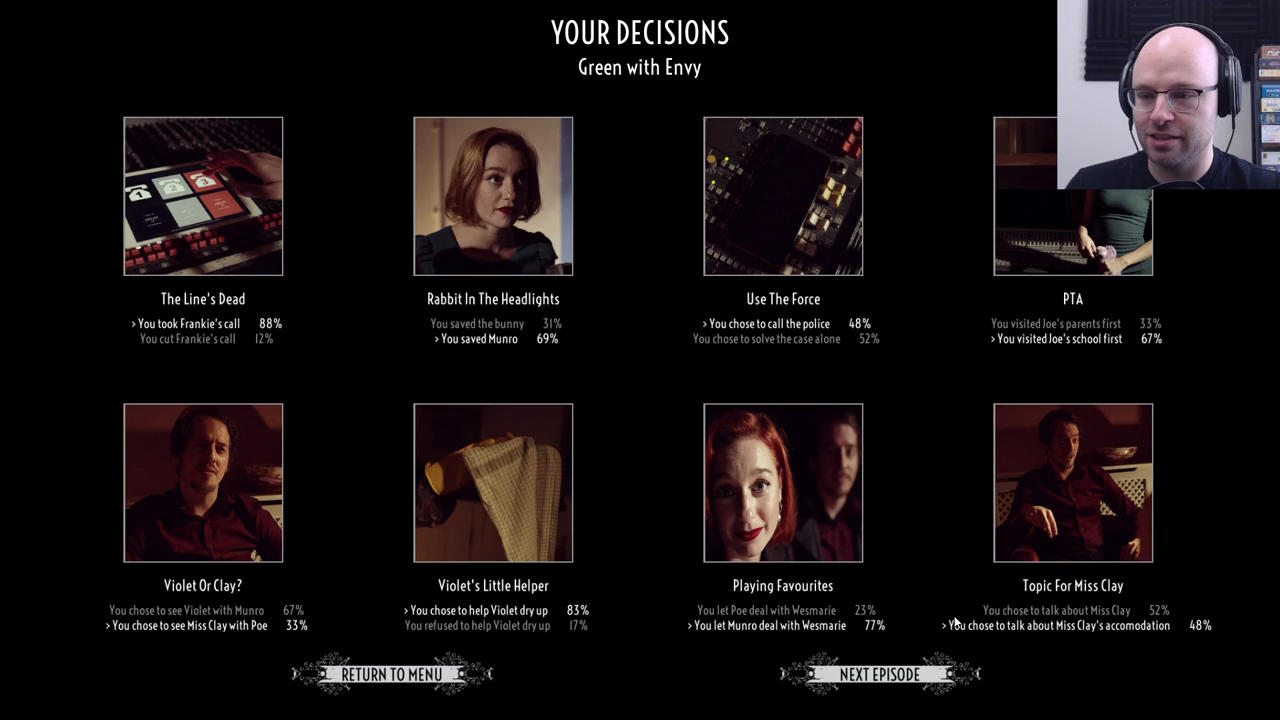 YOUR DECISIONS
Green with Envy
1 2 3
The Line's Dead
> You took Frankie's call 88%
You cut Frankie's call 12%
Rabbit In The Headlights
You saved the bunny 31%
> You saved Munro 69%
Use The Force
> You chose to call the police 48%
You chose to solve the case alone 52%
PTA
You visited Joe's parents first 33%
> You visited Joe's school first 67%
Violet Or Clay?
You chose to see Violet with Munro 67%
> You chose to see Miss Clay with Poe 33%
Violet's Little Helper
> You chose to help Violet dry up 83%
You refused to help Violet dry up 17%
Playing Favourites
You let Poe deal with Wesmarie 23%
> You let Munro deal with Wesmarie 77%
Topic For Miss Clay
You chose to talk about Miss Clay 52%
> You chose to talk about Miss Clay's accomodation 48%
RETURN TO MENU
NEXT EPISODE